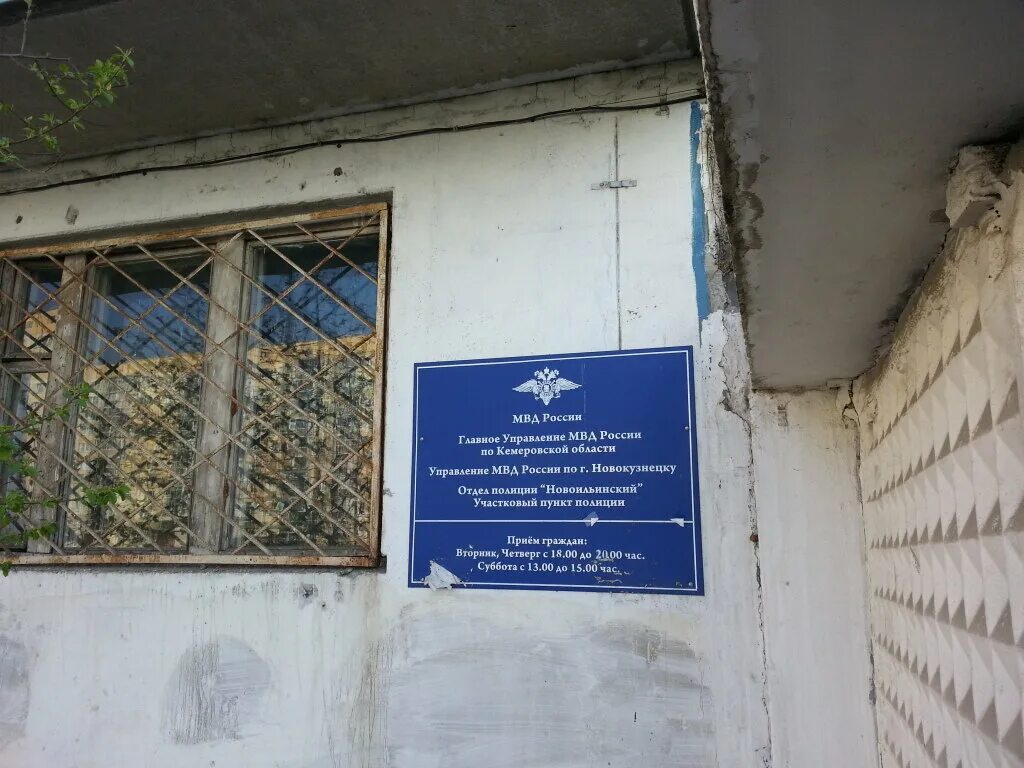 МВД России
Главное Управление МВД России
по Кемеровской области
Управление МВД России по г. Новокузнецку
Отдел полиции "Новоильинский"
Участковый пункт полиции
Приём граждан:
Вторник, Четверг с 18.00 до 20.00 час.
Суббота с 13.00 до 15.00 час.